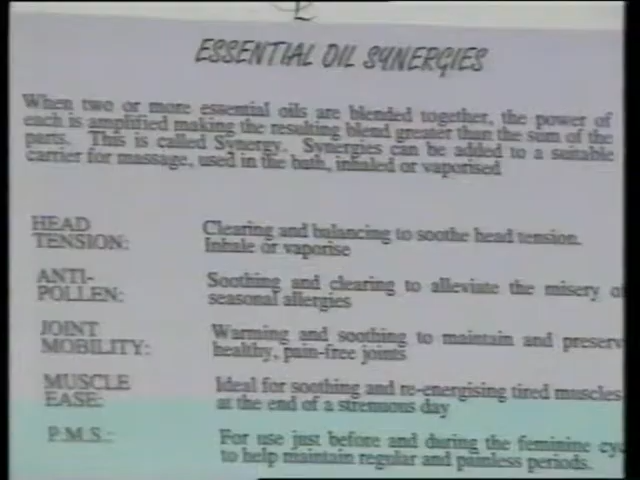 ESSENTIAL OIL SYNERGIES
When two or more essential oils are blended together, the power of
each is amplified making the resulting blend greater than the sum of the
parts. This is called Synergy. Synergies can be added to a suitable
carrier for massage, used in the bath, inhaled or vaporised
HEAD TENSION: Clearing and balancing to soothe head tension.
Inhale or vaporise
ANTI-POLLEN: Soothing and clearing to alleviate the misery
seasonal allergies
JOINT MOBILITY: Warming and soothing to maintain and preserv
healthy, pain-free joints
MUSCLE EASE: Ideal for soothing and re-energising tired muscles
at the end of a strenuous day
P.M.S.: For use just before and during the feminine cyc
to help maintain regular and painless periods.